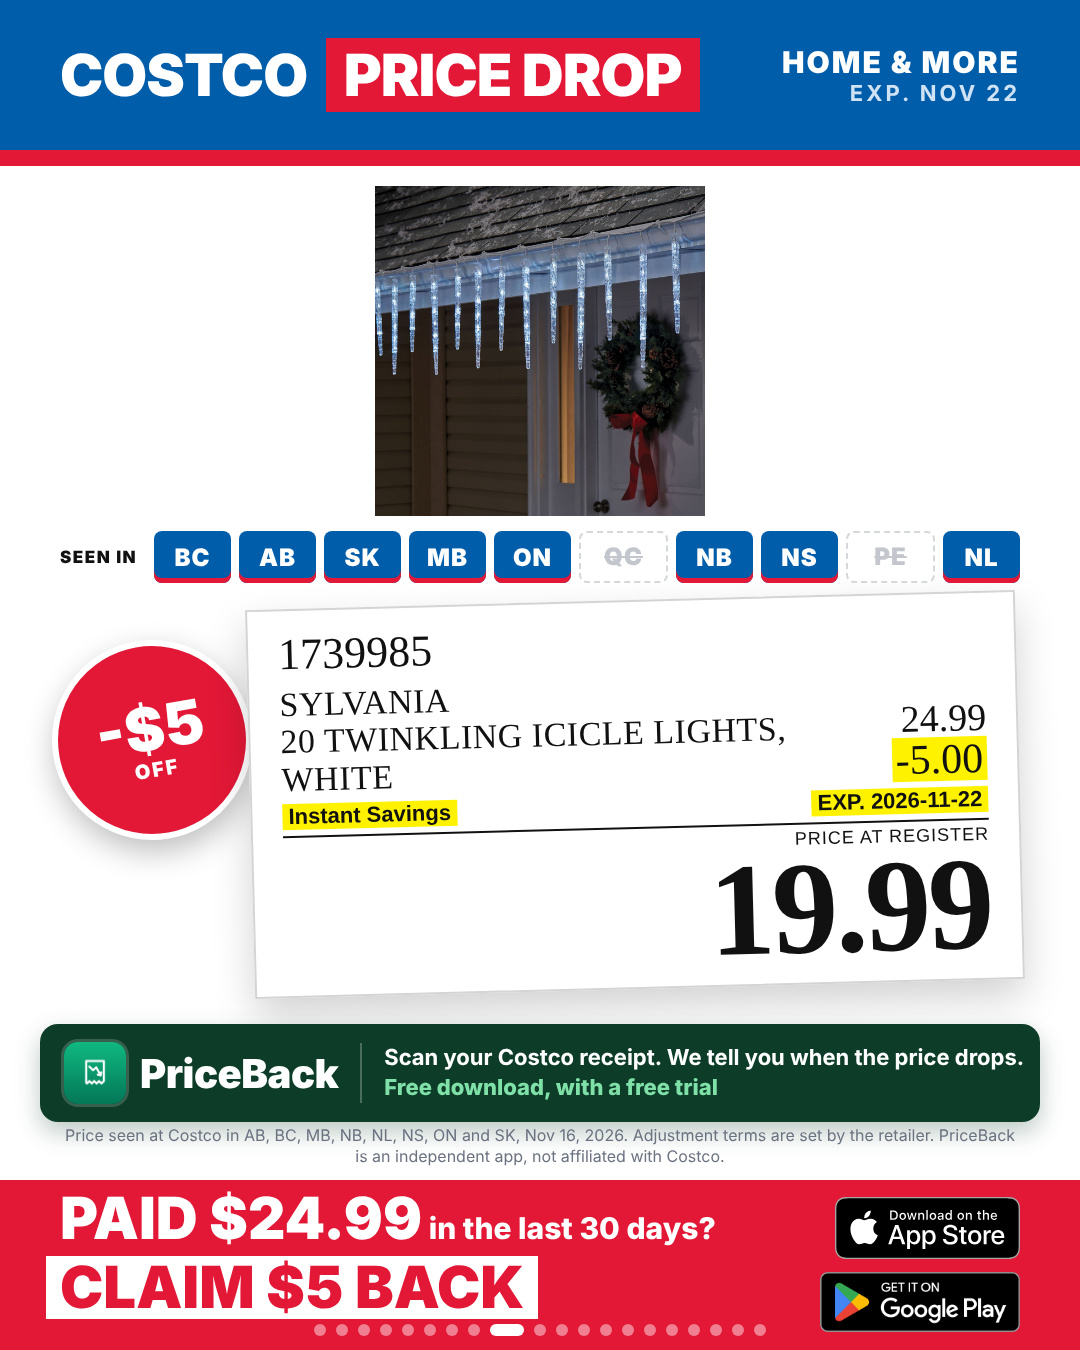 COSTCO PRICE DROP
HOME & MORE
EXP. NOV 22
SEEN IN BC AB SK MB ON QC NB NS PE NL
-$5
OFF
1739985
SYLVANIA
20 TWINKLING ICICLE LIGHTS,
WHITE
Instant Savings
24.99
-5.00
EXP. 2026-11-22
PRICE AT REGISTER
19.99
PriceBack
Scan your Costco receipt. We tell you when the price drops.
Free download, with a free trial
Price seen at Costco in AB, BC, MB, NB, NL, NS, ON and SK, Nov 16, 2026. Adjustment terms are set by the retailer. PriceBack
is an independent app, not affiliated with Costco.
PAID $24.99 in the last 30 days?
CLAIM $5 BACK
Download on the
App Store
GET IT ON
Google Play